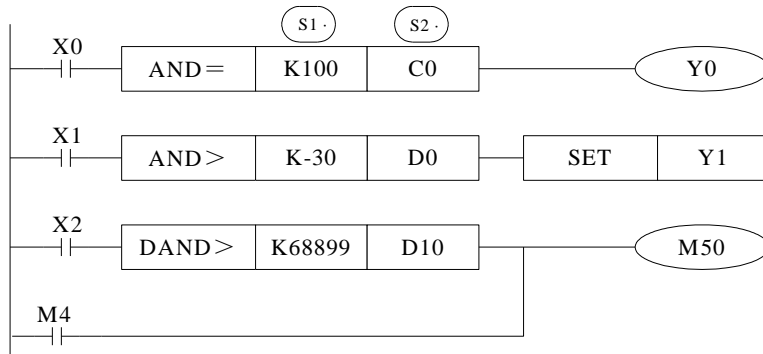 S1· S2·
X0 AND= K100 C0 Y0
X1 AND> K-30 D0 SET Y1
X2 DAND> K68899 D10 M50
M4